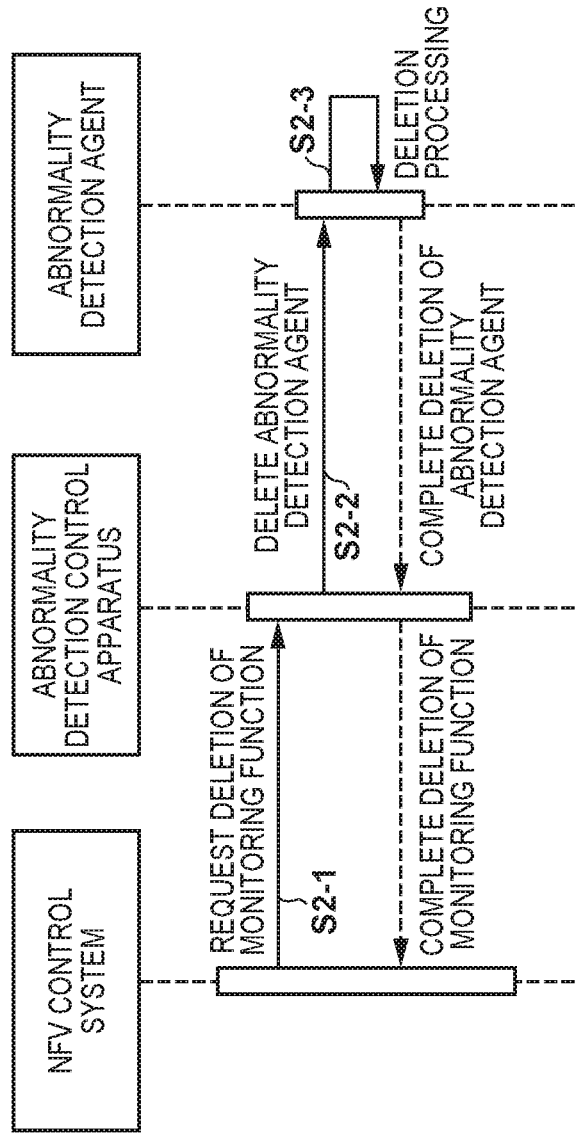 NFV CONTROL
SYSTEM
ABNORMALITY
DETECTION CONTROL
APPARATUS
ABNORMALITY
DETECTION AGENT
REQUEST DELETION OF
MONITORING FUNCTION
S2-1
DELETE ABNORMALITY
DETECTION AGENT
S2-2
S2-3
DELETION
PROCESSING
COMPLETE DELETION OF
ABNORMALITY
DETECTION AGENT
COMPLETE DELETION OF
MONITORING FUNCTION